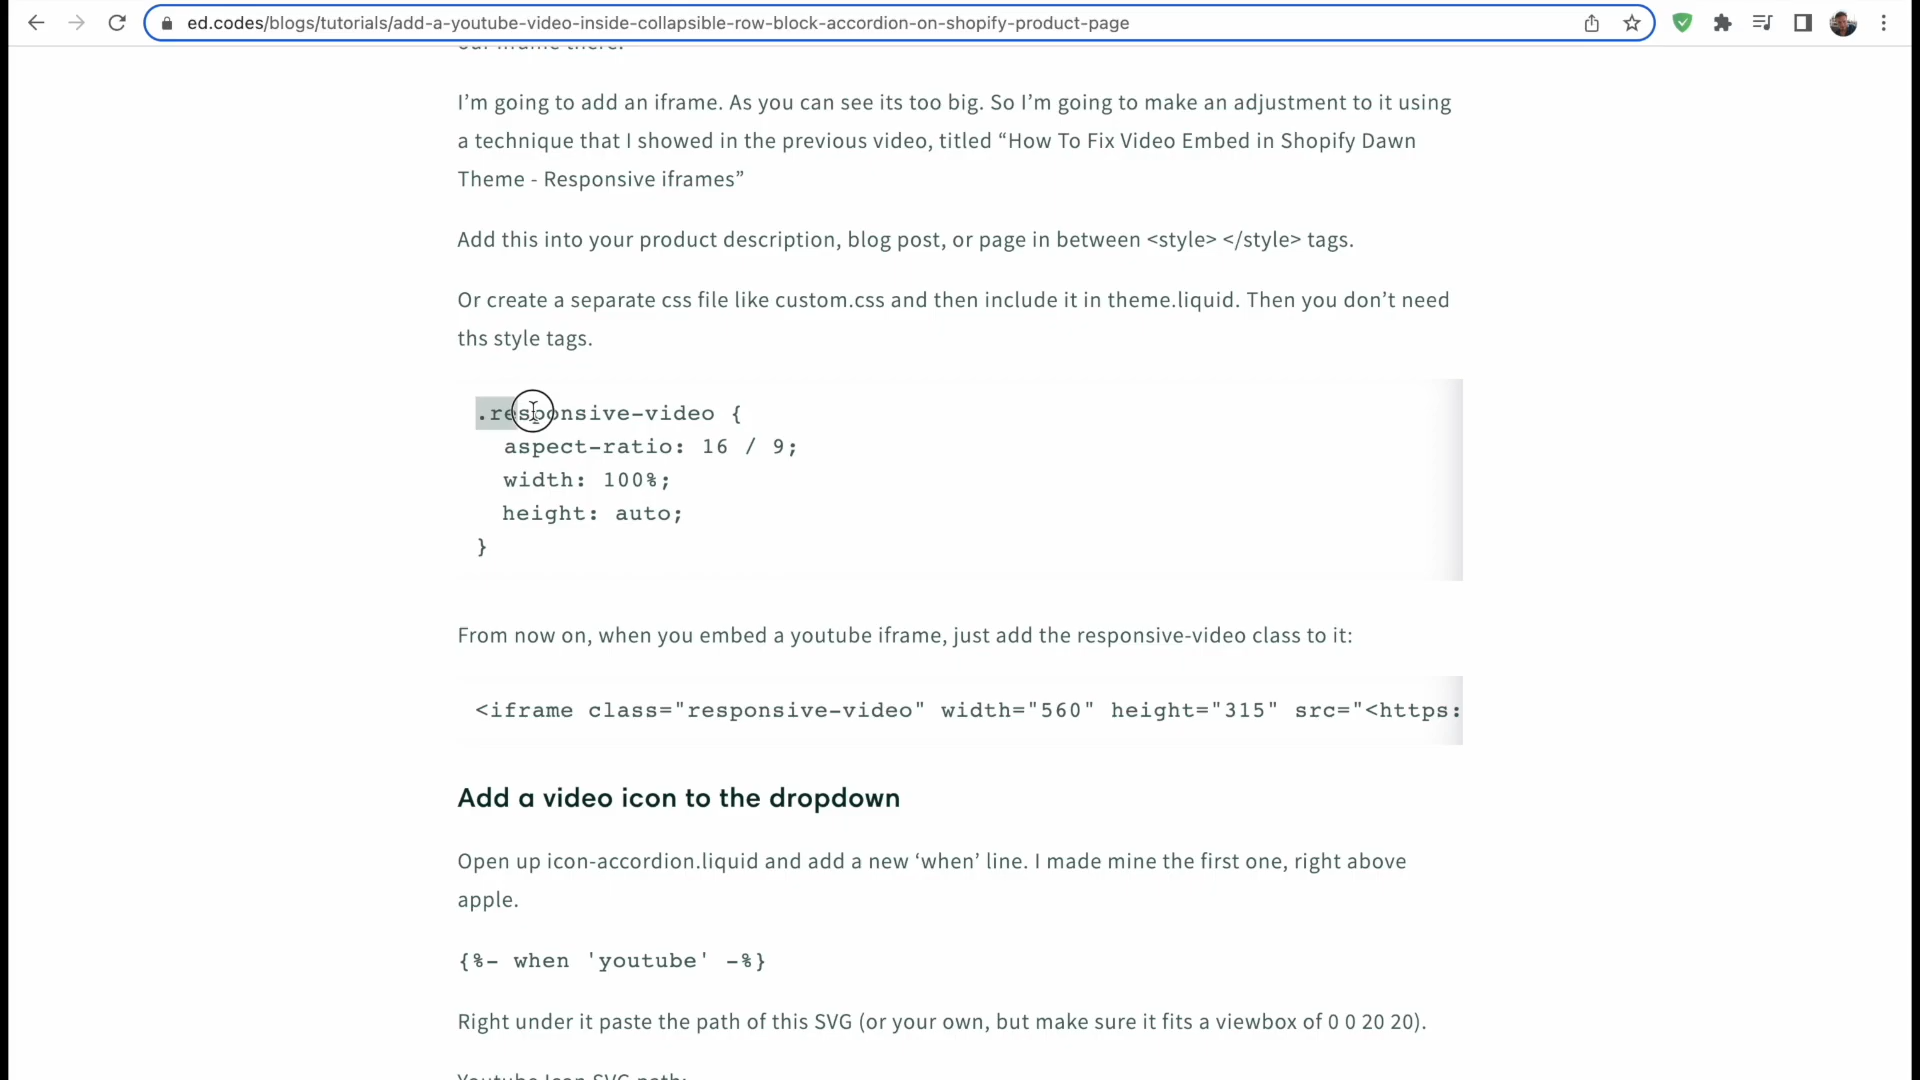 ed.codes/blogs/tutorials/add-a-youtube-video-inside-collapsible-row-block-accordion-on-shopify-product-page
our iframe there.
I’m going to add an iframe. As you can see its too big. So I’m going to make an adjustment to it using
a technique that I showed in the previous video, titled “How To Fix Video Embed in Shopify Dawn
Theme - Responsive iframes”
Add this into your product description, blog post, or page in between <style> </style> tags.
Or create a separate css file like custom.css and then include it in theme.liquid. Then you don’t need
ths style tags.
.responsive-video {
aspect-ratio: 16 / 9;
width: 100%;
height: auto;
}
From now on, when you embed a youtube iframe, just add the responsive-video class to it:
<iframe class="responsive-video" width="560" height="315" src="<https:
Add a video icon to the dropdown
Open up icon-accordion.liquid and add a new ‘when’ line. I made mine the first one, right above
apple.
{%- when 'youtube' -%}
Right under it paste the path of this SVG (or your own, but make sure it fits a viewbox of 0 0 20 20).
Youtube Icon SVG path: